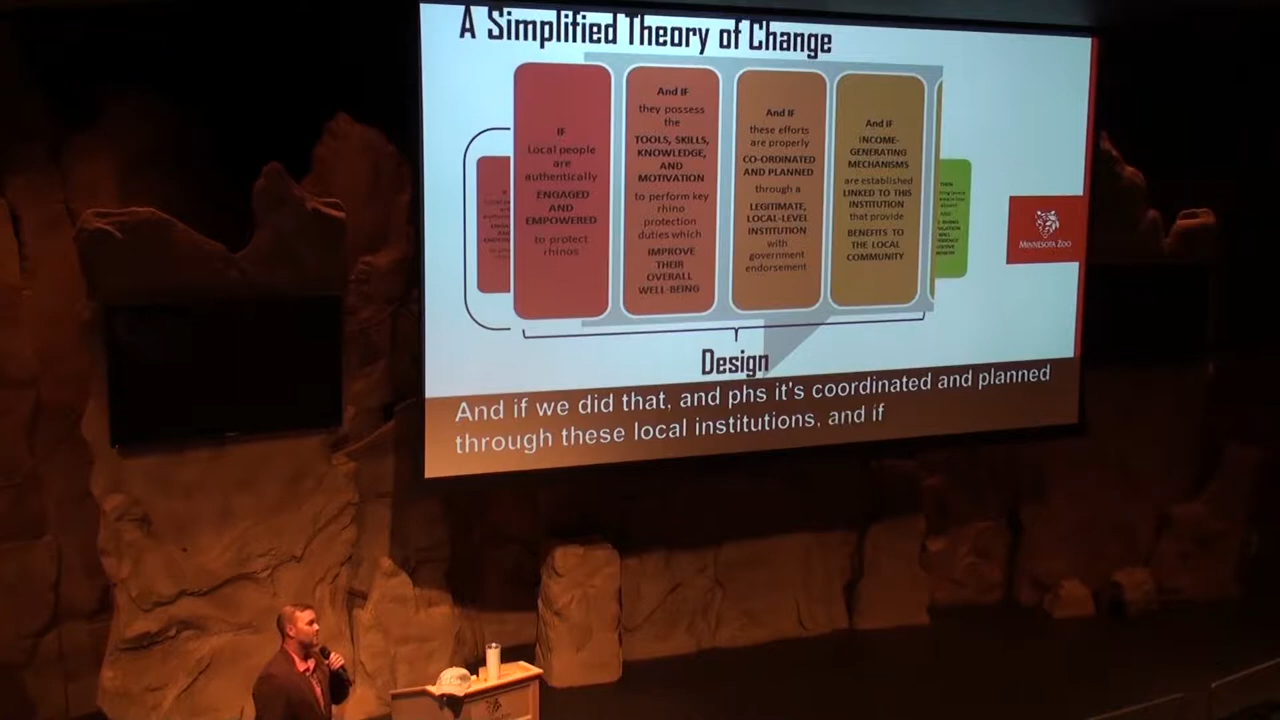 A Simplified Theory of Change
IF
Local people
are
authentically
ENGAGED
AND
EMPOWERED
to protect
rhinos
And IF
they possess
the
TOOLS, SKILLS,
KNOWLEDGE,
AND
MOTIVATION
to perform key
rhino
protection
duties which
IMPROVE
THEIR
OVERALL
WELL-BEING
And IF
these efforts
are properly
CO-ORDINATED
AND PLANNED
through a
LEGITIMATE,
LOCAL-LEVEL
INSTITUTION
with
government
endorsement
And IF
INCOME-
GENERATING
MECHANISMS
are established
LINKED TO THIS
INSTITUTION
that provide
BENEFITS TO
THE LOCAL
COMMUNITY
THEN
MINNESOTA ZOO
Design
And if we did that, and phs it's coordinated and planned
through these local institutions, and if